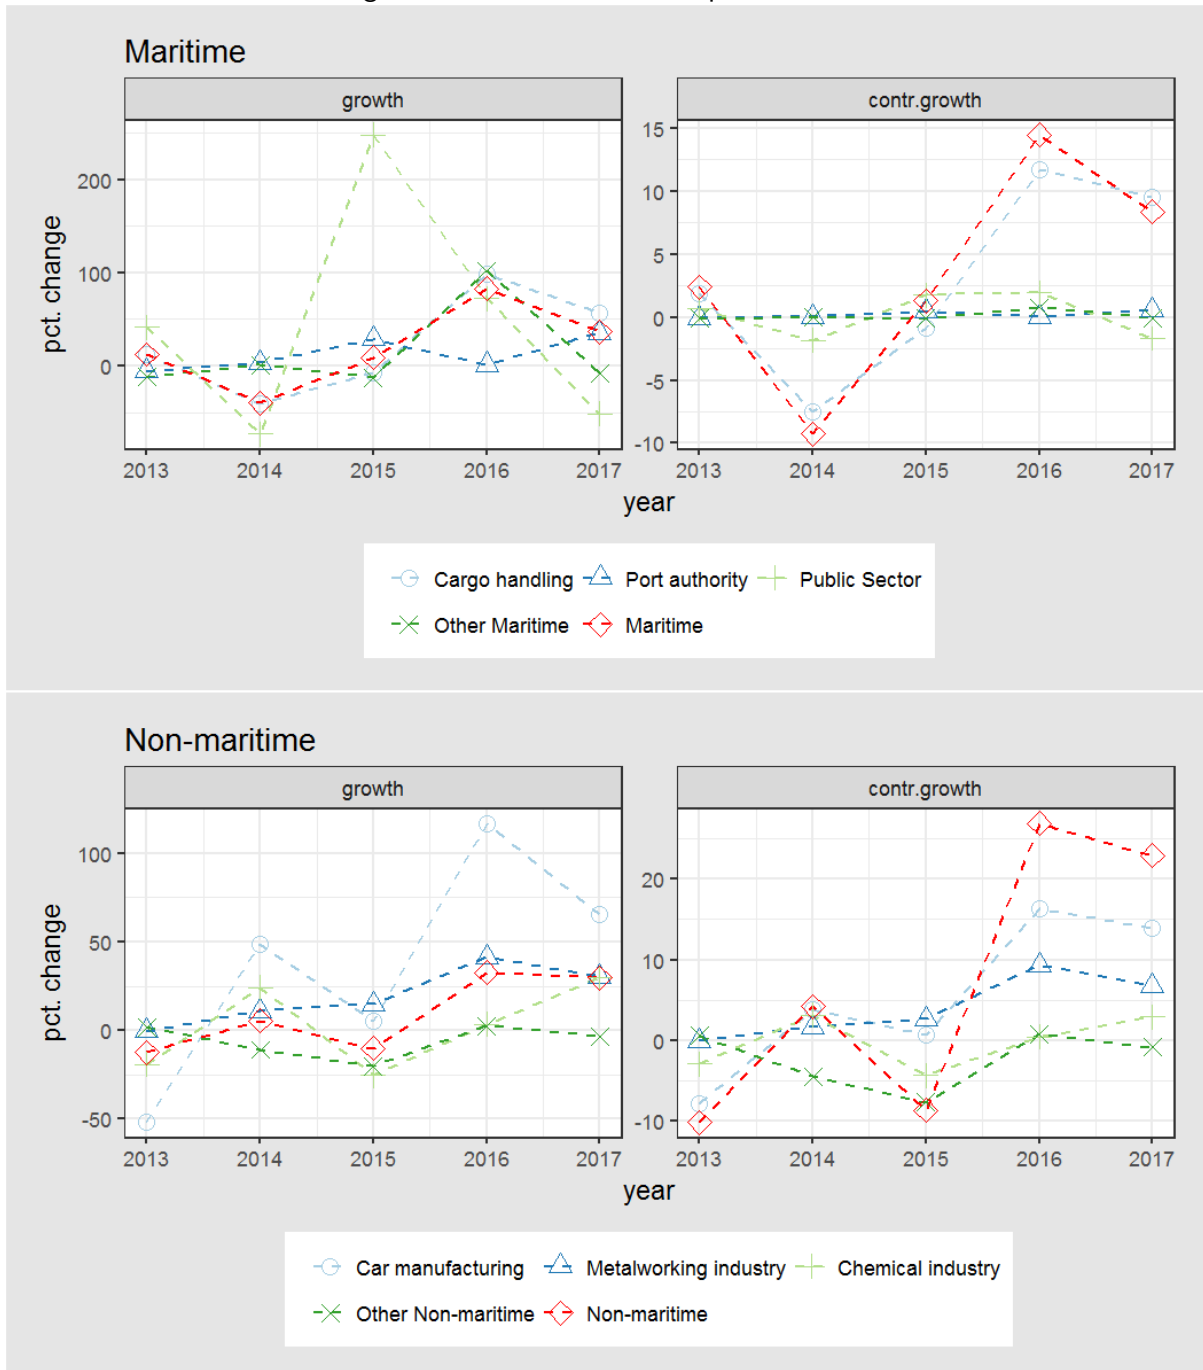 Maritime
growth
contr.growth
pct. change
200
100
0
15
10
5
0
-5
-10
2013 2014 2015 2016 2017
2013 2014 2015 2016 2017
year
Cargo handling Port authority Public Sector
Other Maritime Maritime
Non-maritime
growth
contr.growth
pct. change
100
50
0
-50
20
10
0
-10
2013 2014 2015 2016 2017
2013 2014 2015 2016 2017
year
Car manufacturing Metalworking industry Chemical industry
Other Non-maritime Non-maritime